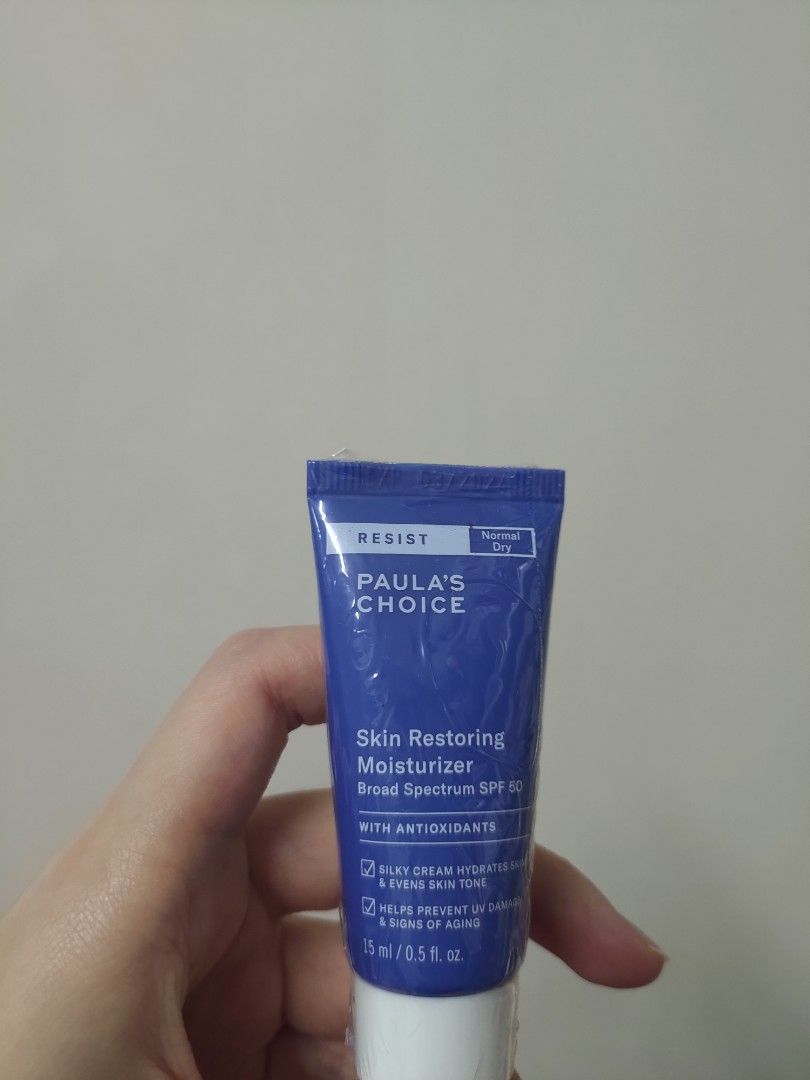 EXP
RESIST
Normal
Dry
PAULA'S
CHOICE
Skin Restoring
Moisturizer
Broad Spectrum SPF 50
WITH ANTIOXIDANTS
SILKY CREAM HYDRATES SKIN
& EVENS SKIN TONE
HELPS PREVENT UV DAMAGE
& SIGNS OF AGING
15 ml / 0.5 fl. oz.